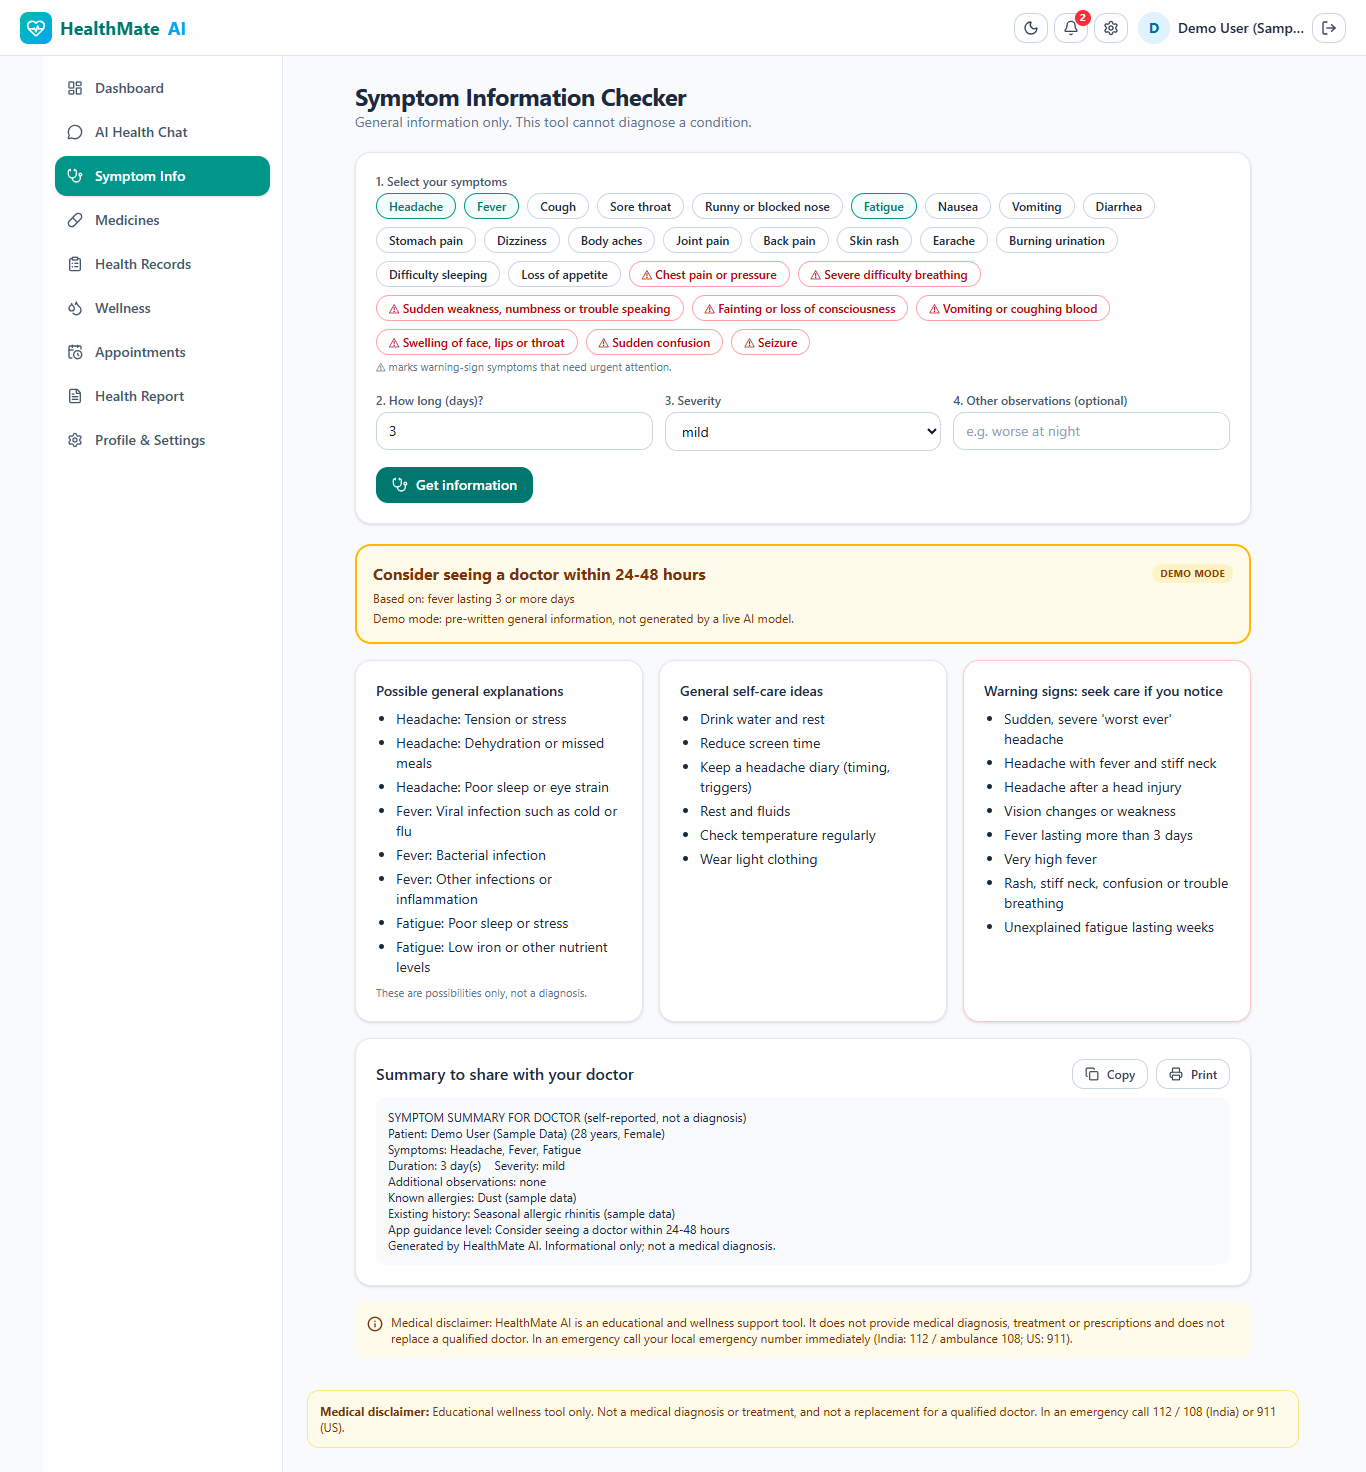 HealthMate AI
2
D
Demo User (Samp...
Dashboard
AI Health Chat
Symptom Info
Medicines
Health Records
Wellness
Appointments
Health Report
Profile & Settings
Symptom Information Checker
General information only. This tool cannot diagnose a condition.
1. Select your symptoms
Headache Fever Cough Sore throat Runny or blocked nose Fatigue Nausea Vomiting Diarrhea
Stomach pain Dizziness Body aches Joint pain Back pain Skin rash Earache Burning urination
Difficulty sleeping Loss of appetite ⚠ Chest pain or pressure ⚠ Severe difficulty breathing
⚠ Sudden weakness, numbness or trouble speaking ⚠ Fainting or loss of consciousness ⚠ Vomiting or coughing blood
⚠ Swelling of face, lips or throat ⚠ Sudden confusion ⚠ Seizure
⚠ marks warning-sign symptoms that need urgent attention.
2. How long (days)?
3
3. Severity
mild
4. Other observations (optional)
e.g. worse at night
Get information
Consider seeing a doctor within 24-48 hours
DEMO MODE
Based on: fever lasting 3 or more days
Demo mode: pre-written general information, not generated by a live AI model.
Possible general explanations
• Headache: Tension or stress
• Headache: Dehydration or missed
meals
• Headache: Poor sleep or eye strain
• Fever: Viral infection such as cold or
flu
• Fever: Bacterial infection
• Fever: Other infections or
inflammation
• Fatigue: Poor sleep or stress
• Fatigue: Low iron or other nutrient
levels
These are possibilities only, not a diagnosis.
General self-care ideas
• Drink water and rest
• Reduce screen time
• Keep a headache diary (timing,
triggers)
• Rest and fluids
• Check temperature regularly
• Wear light clothing
Warning signs: seek care if you notice
• Sudden, severe 'worst ever'
headache
• Headache with fever and stiff neck
• Headache after a head injury
• Vision changes or weakness
• Fever lasting more than 3 days
• Very high fever
• Rash, stiff neck, confusion or trouble
breathing
• Unexplained fatigue lasting weeks
Summary to share with your doctor
Copy
Print
SYMPTOM SUMMARY FOR DOCTOR (self-reported, not a diagnosis)
Patient: Demo User (Sample Data) (28 years, Female)
Symptoms: Headache, Fever, Fatigue
Duration: 3 day(s) Severity: mild
Additional observations: none
Known allergies: Dust (sample data)
Existing history: Seasonal allergic rhinitis (sample data)
App guidance level: Consider seeing a doctor within 24-48 hours
Generated by HealthMate AI. Informational only; not a medical diagnosis.
Medical disclaimer: HealthMate AI is an educational and wellness support tool. It does not provide medical diagnosis, treatment or prescriptions and does not
replace a qualified doctor. In an emergency call your local emergency number immediately (India: 112 / ambulance 108; US: 911).
Medical disclaimer: Educational wellness tool only. Not a medical diagnosis or treatment, and not a replacement for a qualified doctor. In an emergency call 112 / 108 (India) or 911
(US).